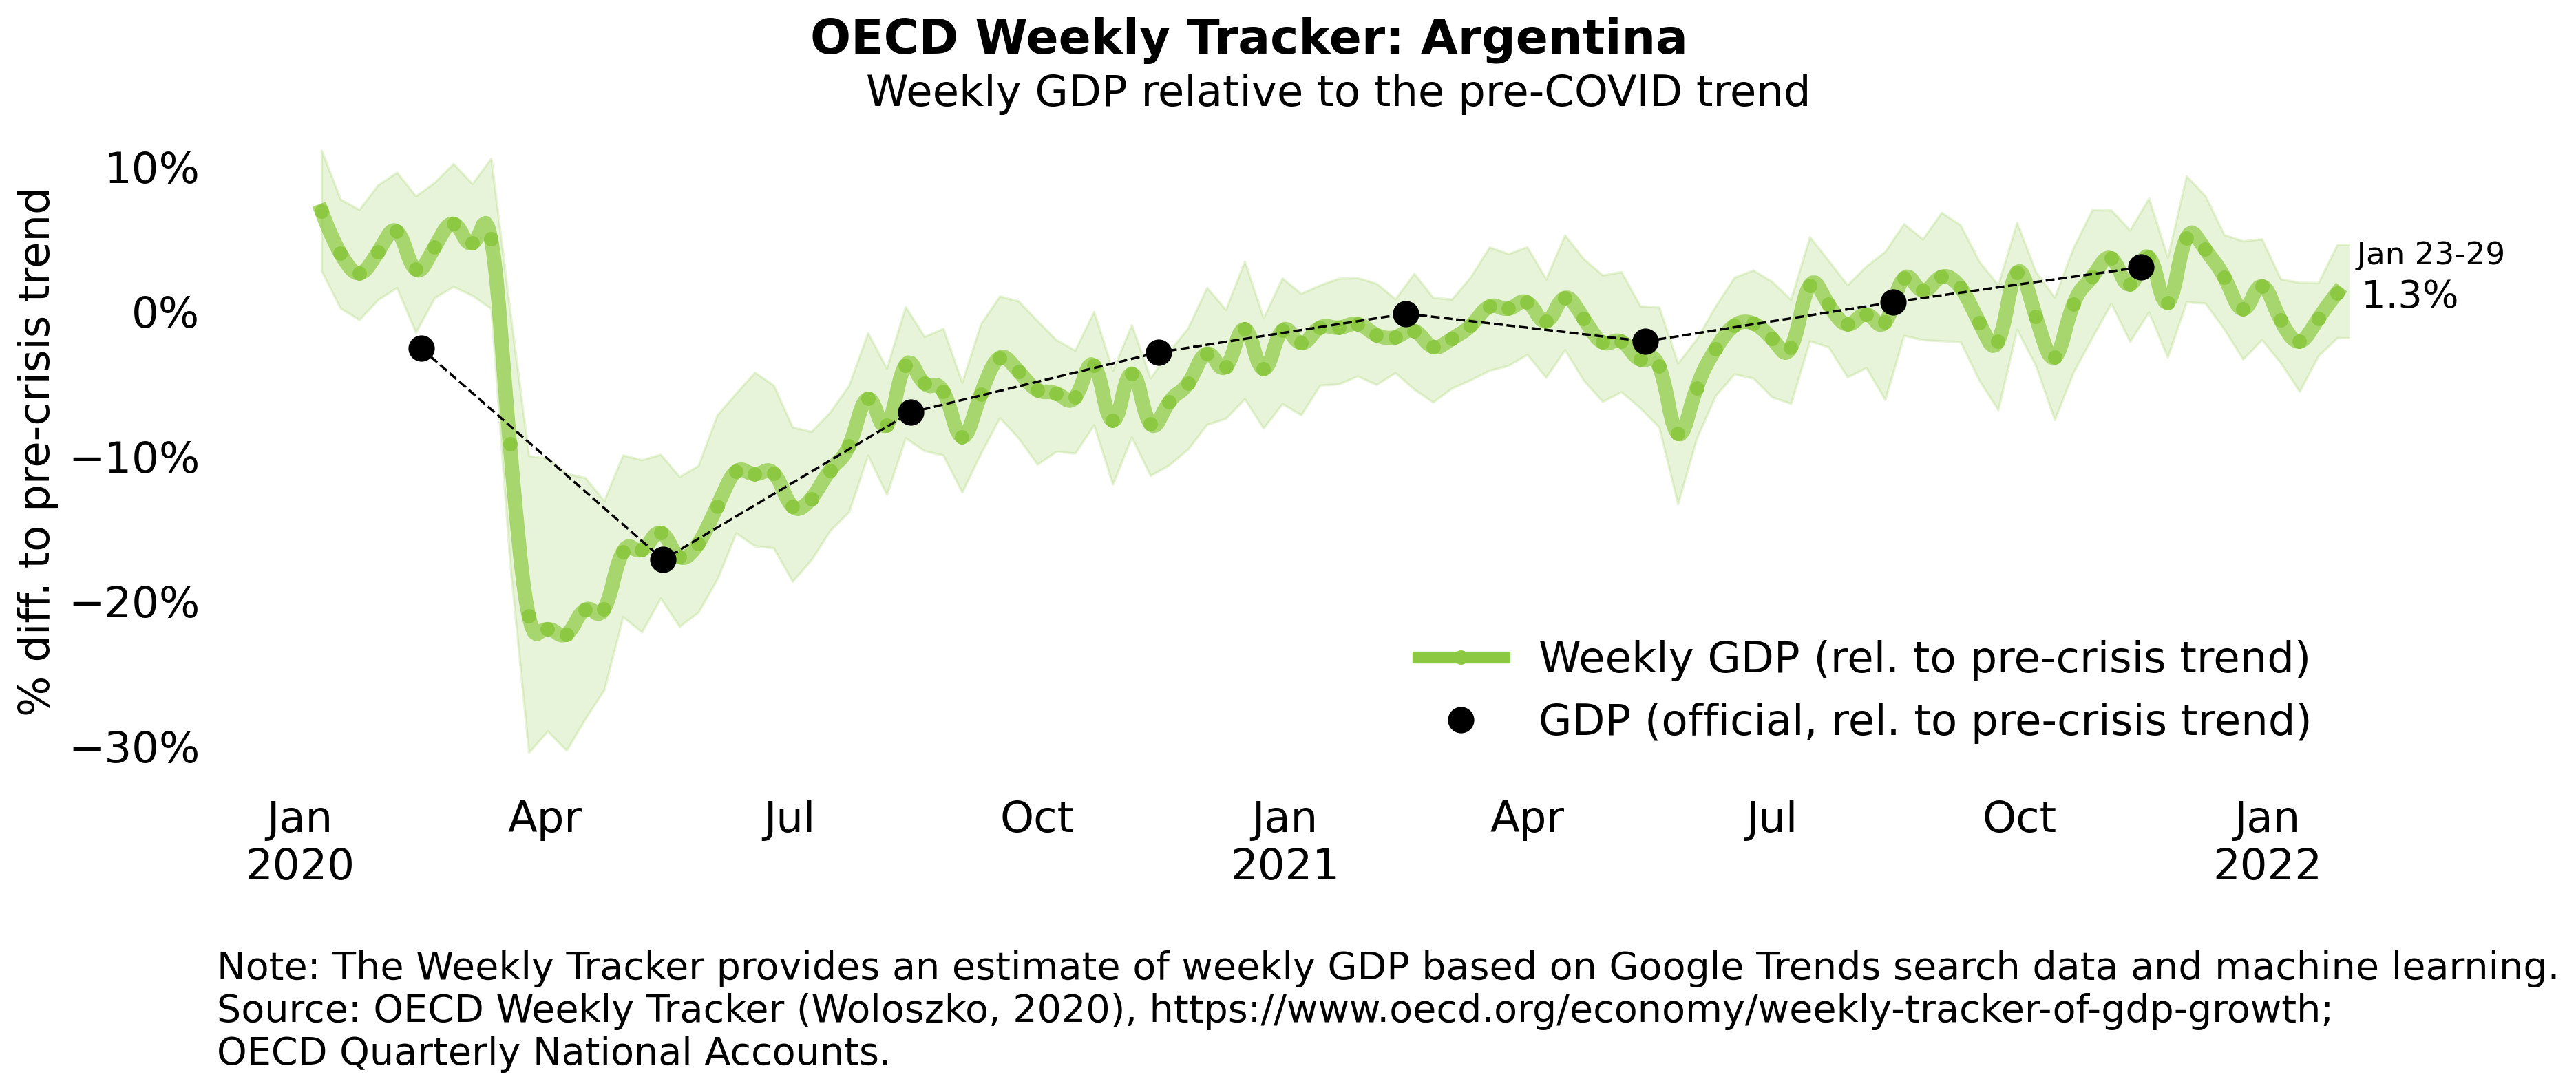 OECD Weekly Tracker: Argentina
Weekly GDP relative to the pre-COVID trend
% diff. to pre-crisis trend
10%
0%
−10%
−20%
−30%
Jan 23-29
1.3%
Weekly GDP (rel. to pre-crisis trend)
GDP (official, rel. to pre-crisis trend)
Jan Apr Jul Oct Jan Apr Jul Oct Jan
2020 2021 2022
Note: The Weekly Tracker provides an estimate of weekly GDP based on Google Trends search data and machine learning.
Source: OECD Weekly Tracker (Woloszko, 2020), https://www.oecd.org/economy/weekly-tracker-of-gdp-growth;
OECD Quarterly National Accounts.